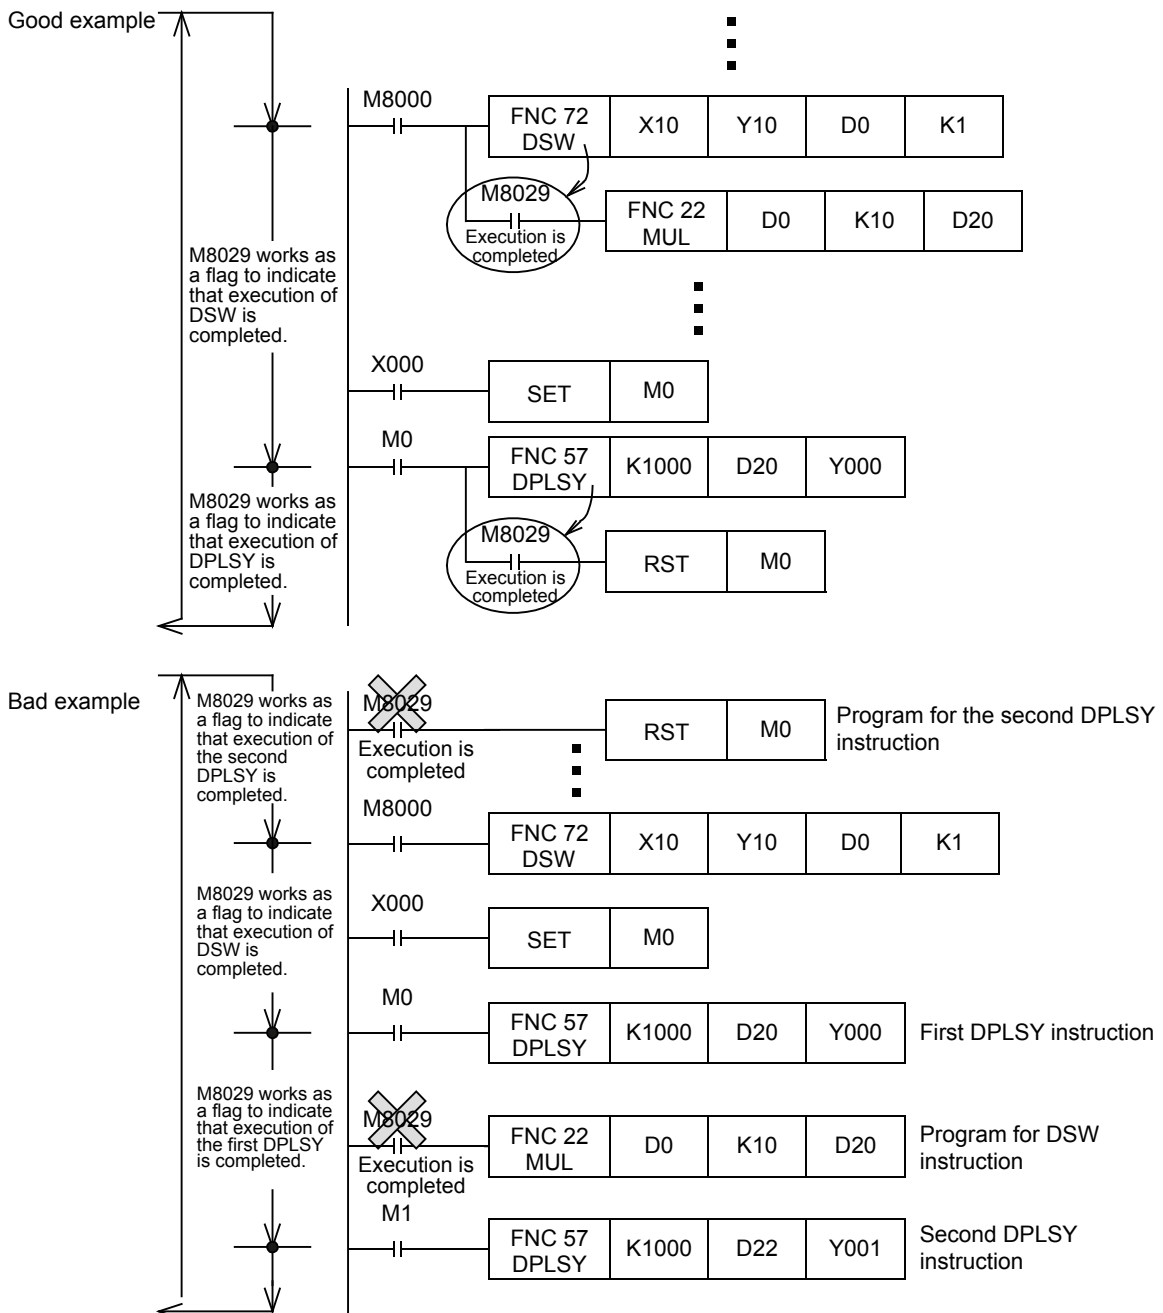 Good example
M8000
FNC 72
DSW
X10
Y10
D0
K1
M8029
Execution is
completed
FNC 22
MUL
D0
K10
D20
M8029 works as
a flag to indicate
that execution of
DSW is
completed.
X000
SET
M0
M0
FNC 57
DPLSY
K1000
D20
Y000
M8029 works as
a flag to indicate
that execution of
DPLSY is
completed.
M8029
Execution is
completed
RST
M0
Bad example
M8029 works as
a flag to indicate
that execution of
the second
DPLSY is
completed.
M8029
Execution is
completed
RST
M0
Program for the second DPLSY
instruction
M8000
FNC 72
DSW
X10
Y10
D0
K1
M8029 works as
a flag to indicate
that execution of
DSW is
completed.
X000
SET
M0
M0
FNC 57
DPLSY
K1000
D20
Y000
First DPLSY instruction
M8029 works as
a flag to indicate
that execution of
the first DPLSY
is completed.
M8029
Execution is
completed
FNC 22
MUL
D0
K10
D20
Program for DSW
instruction
M1
FNC 57
DPLSY
K1000
D22
Y001
Second DPLSY
instruction